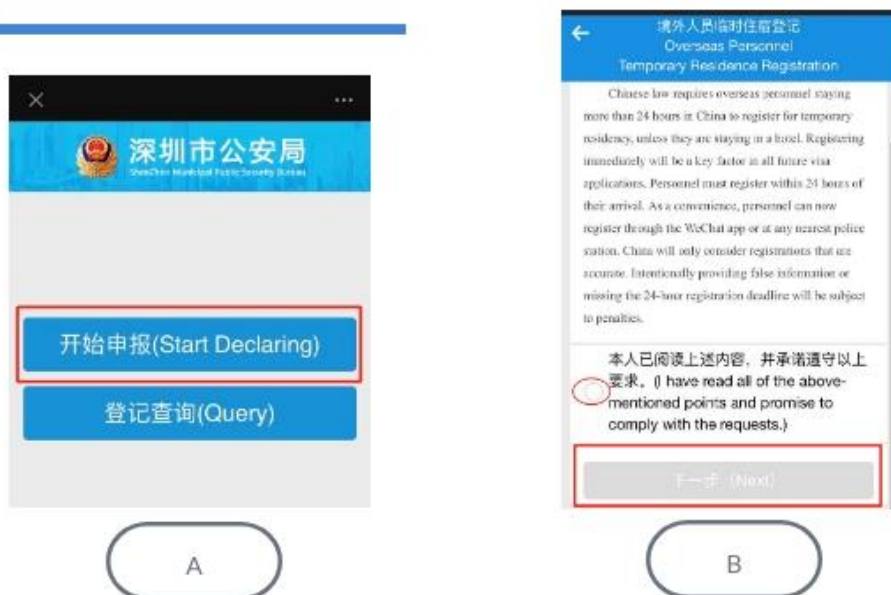 深圳市公安局
ShenZhen Municipal Public Security Bureau
开始申报(Start Declaring)
登记查询(Query)
A
境外人员临时住宿登记
Overseas Personnel
Temporary Residence Registration
Chinese law requires overseas personnel staying
more than 24 hours in China to register for temporary
residency, unless they are staying in a hotel. Registering
immediately will be a key factor in all future visa
applications. Personnel must register within 24 hours of
their arrival. As a convenience, personnel can now
register through the WeChat app or at any nearest police
station. China will only consider registrations that are
accurate. Intentionally providing false information or
missing the 24-hour registration deadline will be subject
to penalties.
本人已阅读上述内容，并承诺遵守以上
要求。(I have read all of the above-
mentioned points and promise to
comply with the requests.)
下一步 (Next)
B